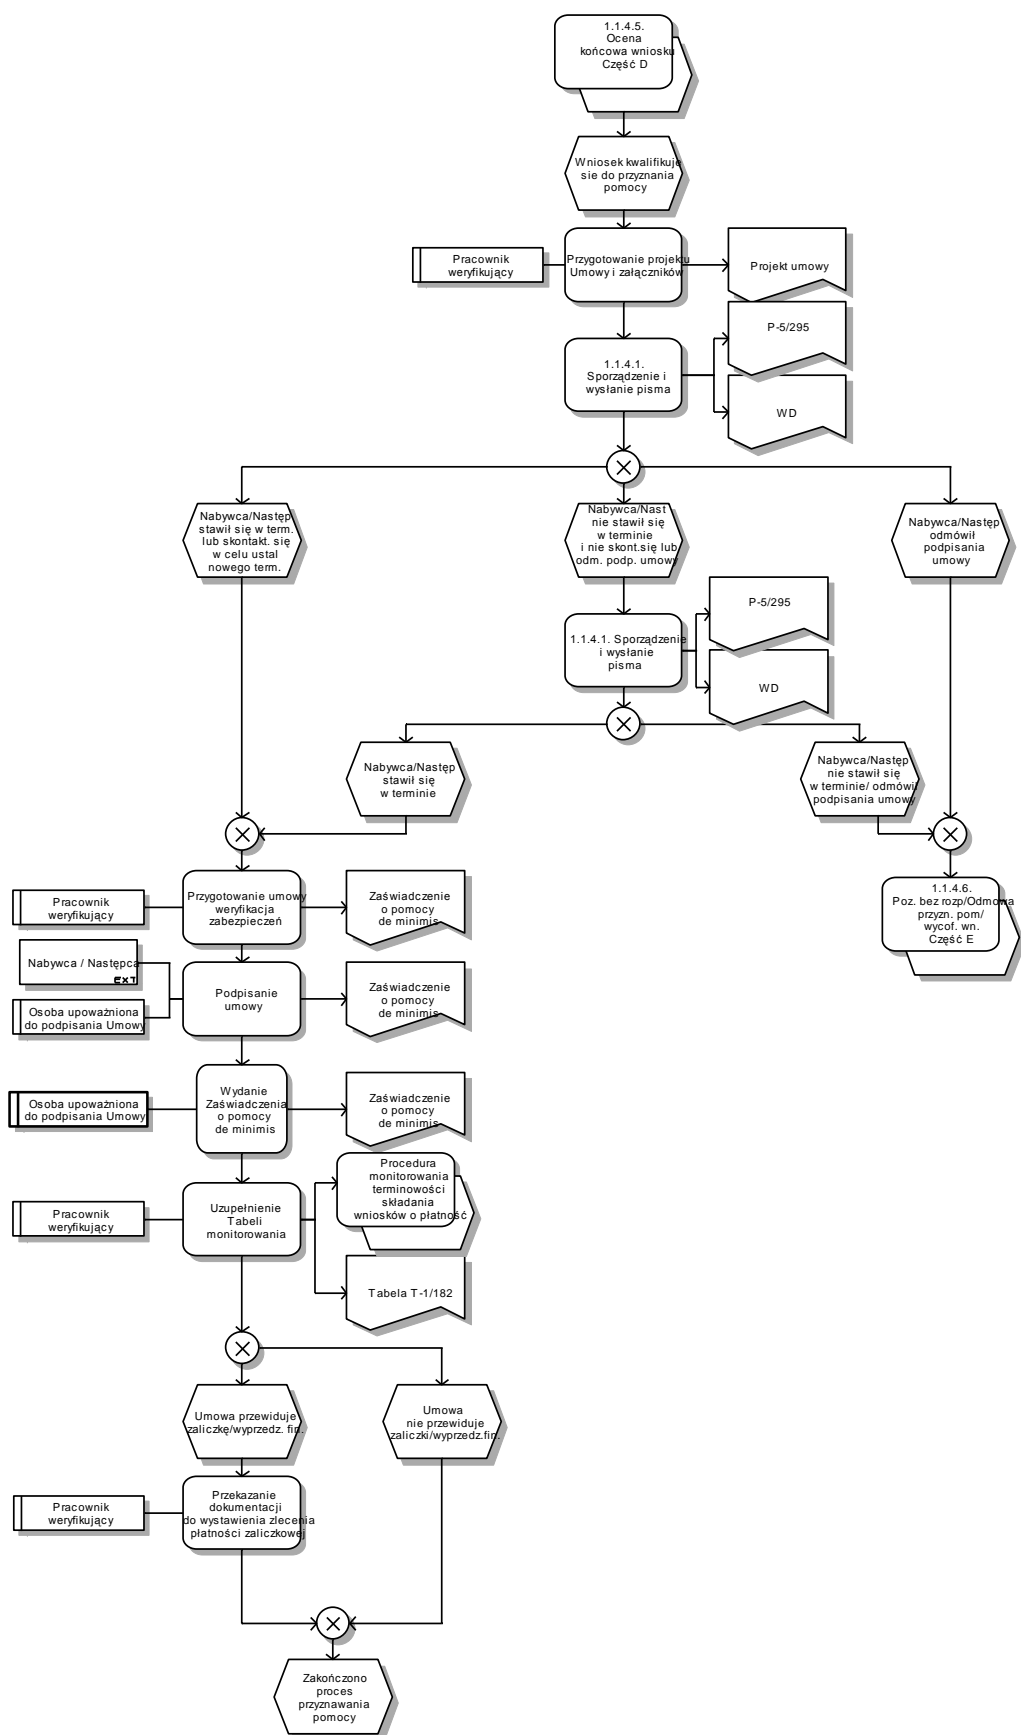 1.1.4.5.
Ocena
końcowa wniosku
Część D
Wniosek kwalifikuje
sie do przyznania
pomocy
Pracownik
weryfikujący
Przygotowanie projektu
Umowy i załączników
Projekt umowy
P-5/295
1.1.4.1.
Sporządzenie i
wysłanie pisma
WD
Nabywca/Następ
stawił się w term.
lub skontakt. się
w celu ustal
nowego term.
Nabywca/Nast
nie stawił się
w terminie
i nie skont.się lub
odm. podp. umowy
Nabywca/Następ
odmówił
podpisania
umowy
P-5/295
1.1.4.1. Sporządzenie
i wysłanie
pisma
WD
Nabywca/Następ
stawił się
w terminie
Nabywca/Następ
nie stawił się
w terminie/ odmówił
podpisania umowy
Pracownik
weryfikujący
Przygotowanie umowy
weryfikacja
zabezpieczeń
Zaświadczenie
o pomocy
de minimis
1.1.4.6.
Poz. bez rozp/Odmowa
przyzn. pom/
wycof. wn.
Część E
Nabywca / Następca
EXT
Osoba upoważniona
do podpisania Umowy
Podpisanie
umowy
Zaświadczenie
o pomocy
de minimis
Osoba upoważniona
do podpisania Umowy
Wydanie
Zaświadczenia
o pomocy
de minimis
Zaświadczenie
o pomocy
de minimis
Procedura
monitorowania
terminowości
składania
wniosków o płatność
Pracownik
weryfikujący
Uzupełnienie
Tabeli
monitorowania
Tabela T-1/182
Umowa przewiduje
zaliczkę/wyprzedz. fin.
Umowa
nie przewiduje
zaliczki/wyprzedz.fin.
Pracownik
weryfikujący
Przekazanie
dokumentacji
do wystawienia zlecenia
płatności zaliczkowej
Zakończono
proces
przyznawania
pomocy